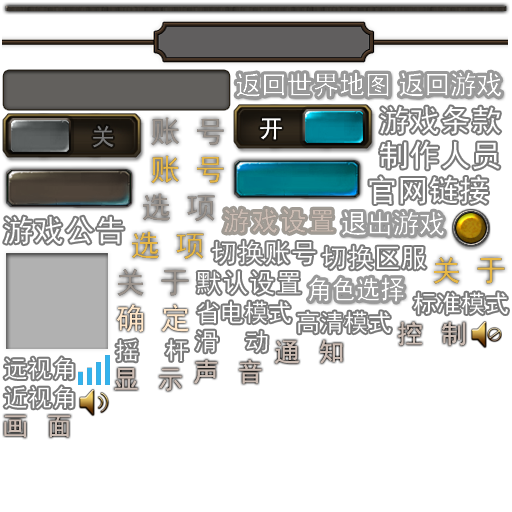 返回世界地图 返回游戏
关 账 号 开 游戏条款
账 号 制作人员
选 项 官网链接
游戏公告 游戏设置 退出游戏
选 项 切换账号 切换区服
关 于
关 于 默认设置 角色选择
确 定 省电模式 标准模式
高清模式 控 制
摇 杆 滑 动 通 知
远视角 显 示 声 音
近视角
画 面